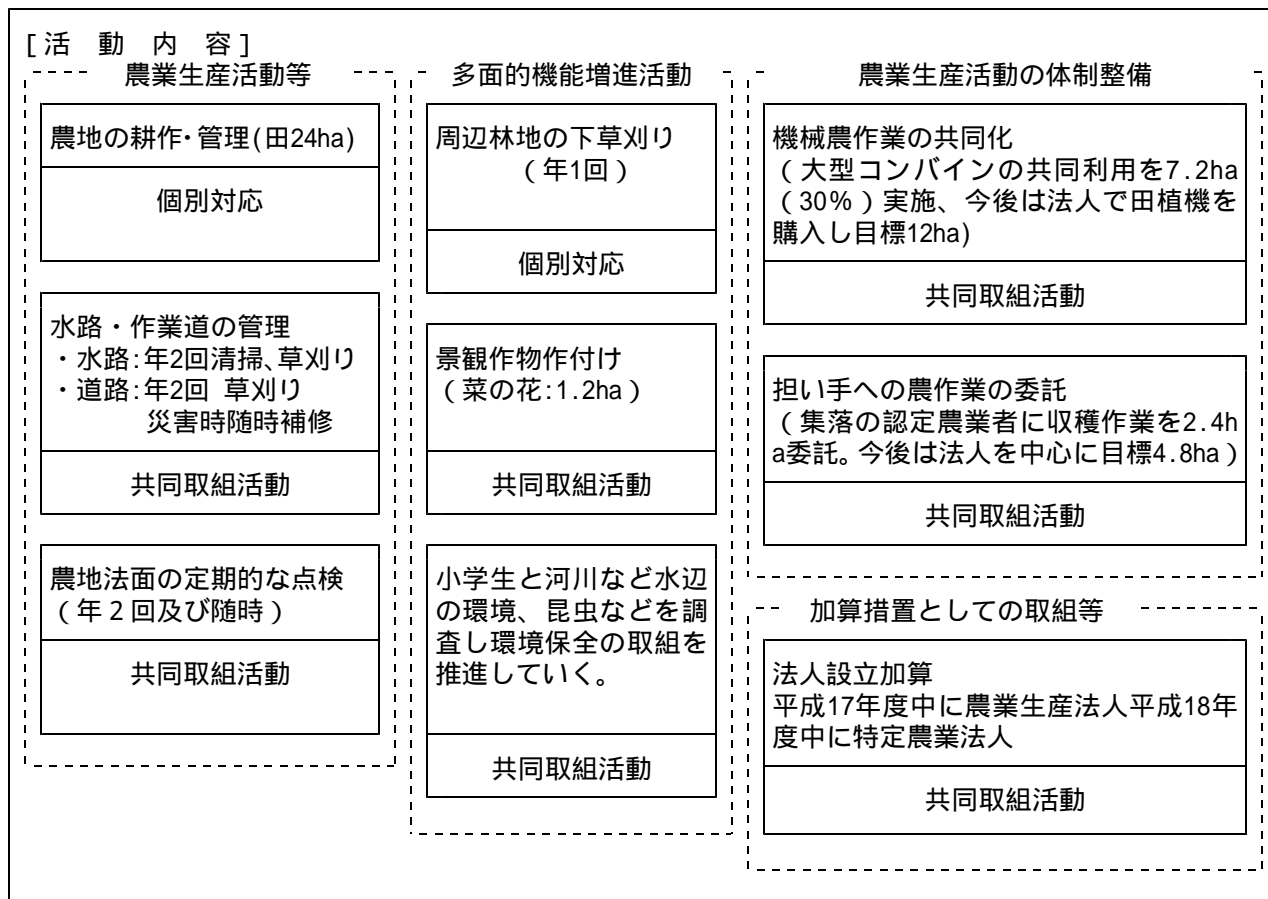 [活 動 内 容]
農業生産活動等
農地の耕作・管理(田24ha)
個別対応
水路・作業道の管理
・水路:年2回清掃、草刈り
・道路:年2回 草刈り
災害時随時補修
共同取組活動
農地法面の定期的な点検
(年2回及び随時)
共同取組活動
多面的機能増進活動
周辺林地の下草刈り
(年1回)
個別対応
景観作物作付け
(菜の花:1.2ha)
共同取組活動
小学生と河川など水辺
の環境、昆虫などを調
査し環境保全の取組を
推進していく。
共同取組活動
農業生産活動の体制整備
機械農作業の共同化
(大型コンバインの共同利用を7.2ha
(30%)実施、今後は法人で田植機を
購入し目標12ha)
共同取組活動
担い手への農作業の委託
(集落の認定農業者に収穫作業を2.4h
a委託。今後は法人を中心に目標4.8ha)
共同取組活動
加算措置としての取組等
法人設立加算
平成17年度中に農業生産法人平成18年
度中に特定農業法人
共同取組活動